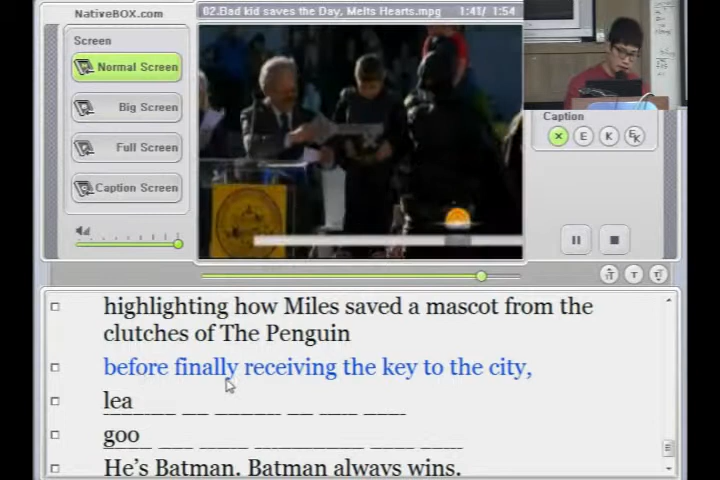 NativeBOX.com
02.Bad kid saves the Day, Melts Hearts.mpg
1:41/ 1:54
Screen
Normal Screen
Big Screen
Full Screen
Caption Screen
Caption
E
K
T
highlighting how Miles saved a mascot from the
clutches of The Penguin
before finally receiving the key to the city,
lea
goo
He's Batman. Batman always wins.